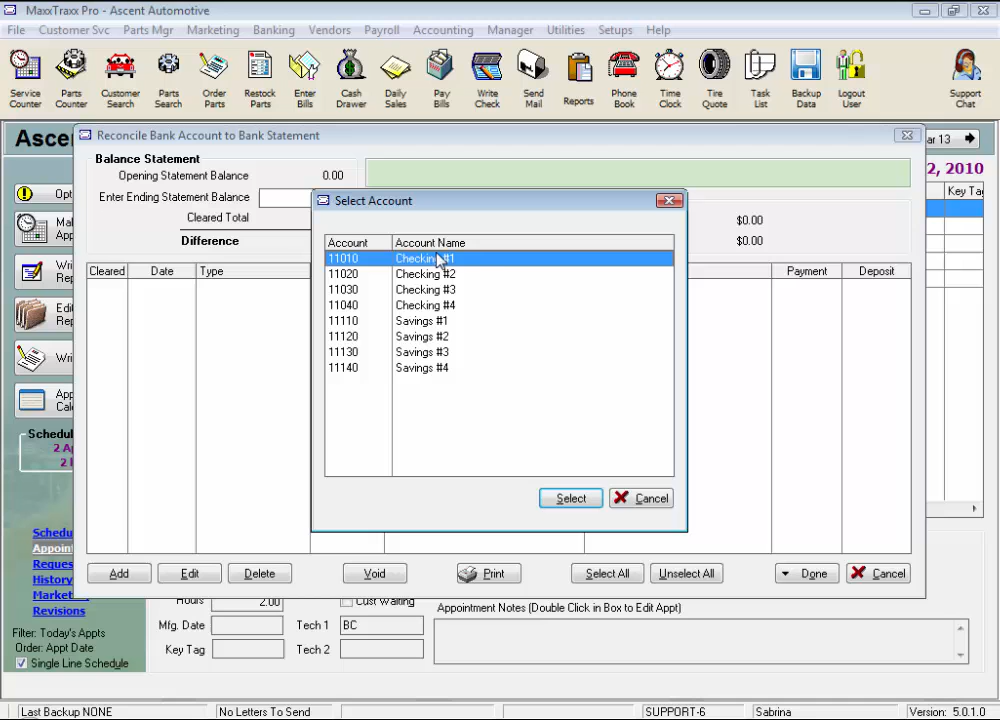 MaxxTraxx Pro - Ascent Automotive
File Customer Svc Parts Mgr Marketing Banking Vendors Payroll Accounting Manager Utilities Setups Help
Service Counter
Parts Counter
Customer Search
Parts Search
Order Parts
Restock Parts
Enter Bills
Cash Drawer
Daily Sales
Pay Bills
Write Check
Send Mail
Reports
Phone Book
Time Clock
Tire Quote
Task List
Backup Data
Logout User
Support Chat
Reconcile Bank Account to Bank Statement
ar 13
2, 2010
Key Tag
Balance Statement
Opening Statement Balance 0.00
Enter Ending Statement Balance
Cleared Total $0.00
Difference $0.00
Cleared Date Type Payment Deposit
Select Account
Account Account Name
11010 Checking #1
11020 Checking #2
11030 Checking #3
11040 Checking #4
11110 Savings #1
11120 Savings #2
11130 Savings #3
11140 Savings #4
Select Cancel
Add Edit Delete Void Print Select All Unselect All Done Cancel
Hours 2.00 Cust Waiting
Appointment Notes (Double Click in Box to Edit Appt)
Mfg. Date Tech 1 BC
Key Tag Tech 2
Filter: Today's Appts
Order: Appt Date
Single Line Schedule
Last Backup NONE No Letters To Send SUPPORT-6 Sabrina Version: 5.0.1.0